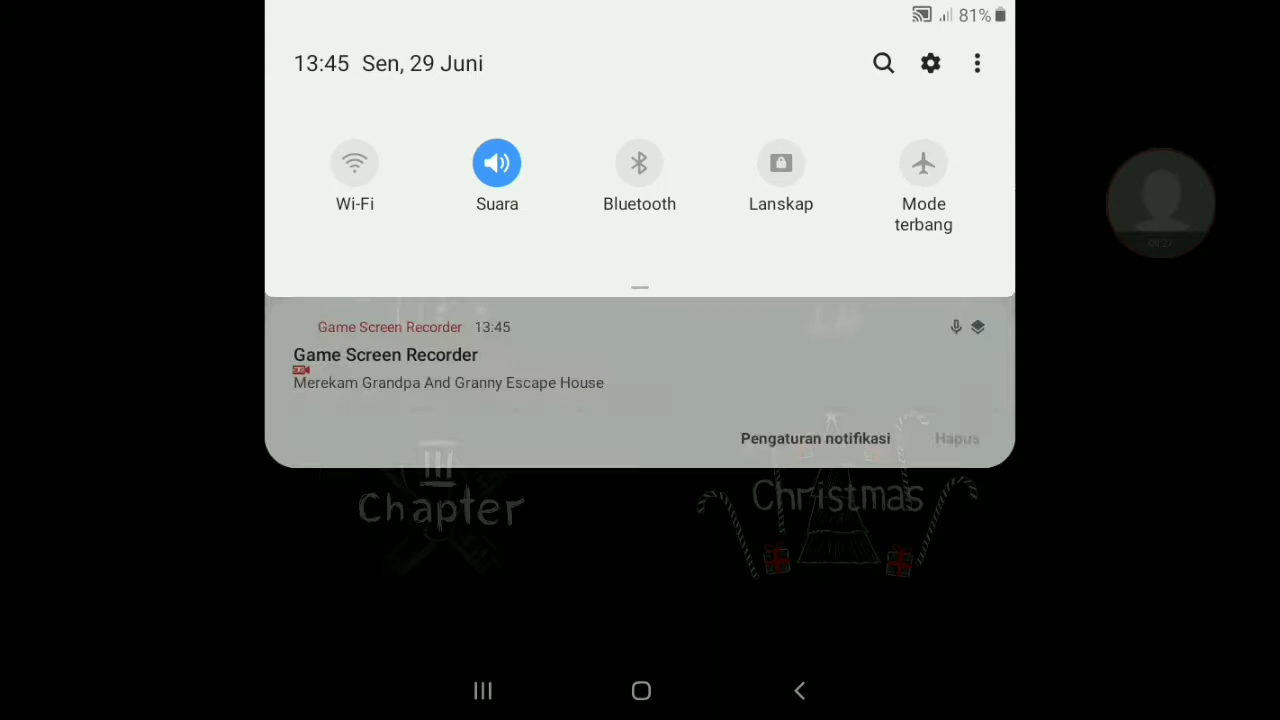 81%
13:45 Sen, 29 Juni
Wi-Fi
Suara
Bluetooth
Lanskap
Mode
terbang
Game Screen Recorder 13:45
Game Screen Recorder
Merekam Grandpa And Granny Escape House
Pengaturan notifikasi Hapus
III
Chapter
Christmas